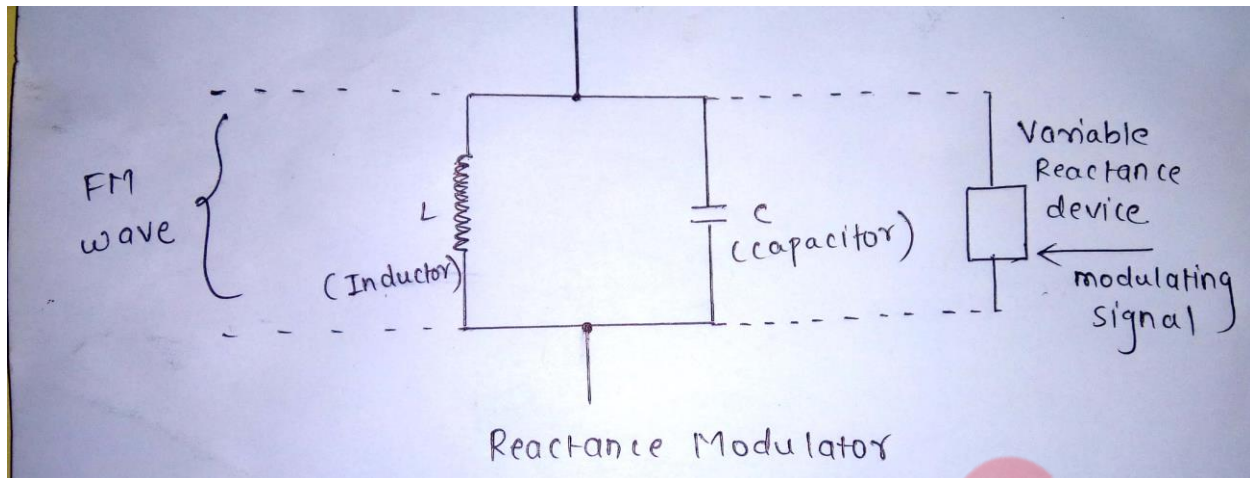 FM
wave
L
(Inductor)
C
(capacitor)
Variable
Reactance
device
modulating
signal
Reactance Modulator